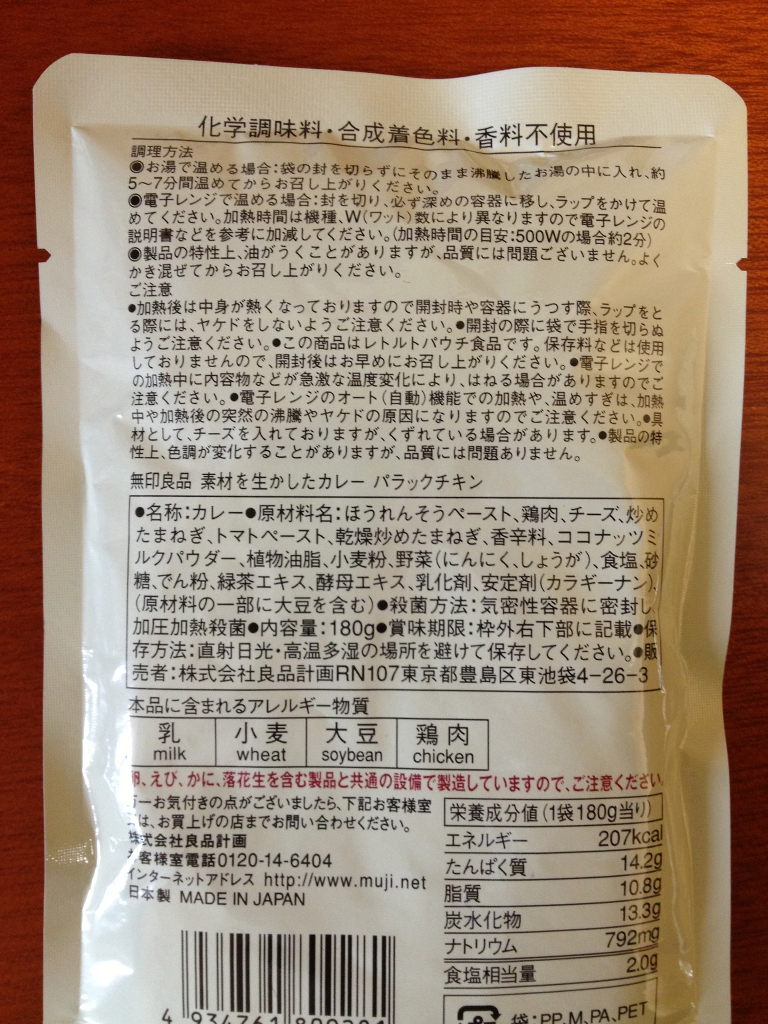 化学調味料・合成着色料・香料不使用
調理方法
●お湯で温める場合:袋の封を切らずにそのまま沸騰したお湯の中に入れ、約
5〜7分間温めてからお召し上がりください。
●電子レンジで温める場合:封を切り、必ず深めの容器に移し、ラップをかけて温
めてください。加熱時間は機種、W(ワット)数により異なりますので電子レンジの
説明書などを参考に加減してください。(加熱時間の目安:500Wの場合約2分)
●製品の特性上、油がうくことがありますが、品質には問題ございません。よく
かき混ぜてからお召し上がりください。
ご注意
●加熱後は中身が熱くなっておりますので開封時や容器にうつす際、ラップをと
る際には、ヤケドをしないようご注意ください。●開封の際に袋で手指を切らぬ
ようご注意ください。●この商品はレトルトパウチ食品です。保存料などは使用
しておりませんので、開封後はお早めにお召し上がりください。●電子レンジで
の加熱中に内容物などが急激な温度変化により、はねる場合がありますのでご
注意ください。●電子レンジのオート(自動)機能での加熱や、温めすぎは、加熱
中や加熱後の突然の沸騰やヤケドの原因になりますのでご注意ください。●具
材として、チーズを入れておりますが、くずれている場合があります。●製品の特
性上、色調が変化することがありますが、品質には問題ありません。
無印良品 素材を生かしたカレー パラックチキン
●名称:カレー●原材料名:ほうれんそうペースト、鶏肉、チーズ、炒め
たまねぎ、トマトペースト、乾燥炒めたまねぎ、香辛料、ココナッツミ
ルクパウダー、植物油脂、小麦粉、野菜(にんにく、しょうが)、食塩、砂
糖、でん粉、緑茶エキス、酵母エキス、乳化剤、安定剤(カラギーナン)、
(原材料の一部に大豆を含む)●殺菌方法:気密性容器に密封し、
加圧加熱殺菌●内容量:180g●賞味期限:枠外右下部に記載●保
存方法:直射日光・高温多湿の場所を避けて保存してください。●販
売者:株式会社良品計画RN107東京都豊島区東池袋4-26-3
本品に含まれるアレルギー物質
乳 小麦 大豆 鶏肉
milk wheat soybean chicken
卵、えび、かに、落花生を含む製品と共通の設備で製造していますので、ご注意ください。
お気付きの点がございましたら、下記お客様室
は、お買上げの店までお問い合わせください。
株式会社良品計画
お客様室電話0120-14-6404
インターネットアドレス http://www.muji.net
日本製 MADE IN JAPAN
栄養成分値(1袋180g当り)
エネルギー 207kcal
たんぱく質 14.2g
脂質 10.8g
炭水化物 13.3g
ナトリウム 792mg
食塩相当量 2.0g
袋:PP,M,PA,PET
4 934761